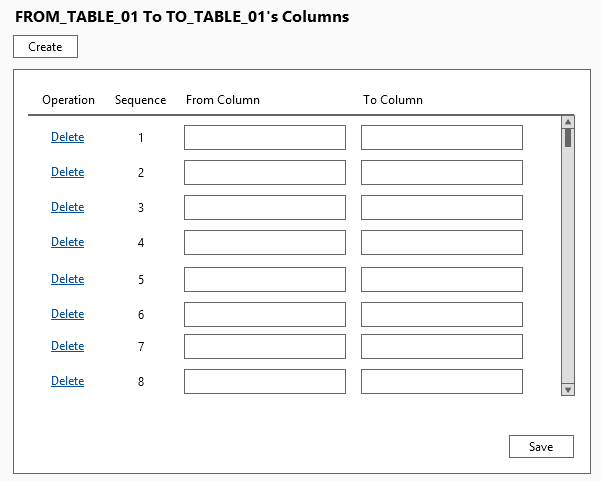 FROM_TABLE_01 To TO_TABLE_01's Columns
Create
Operation Sequence From Column To Column
Delete 1
Delete 2
Delete 3
Delete 4
Delete 5
Delete 6
Delete 7
Delete 8
Save